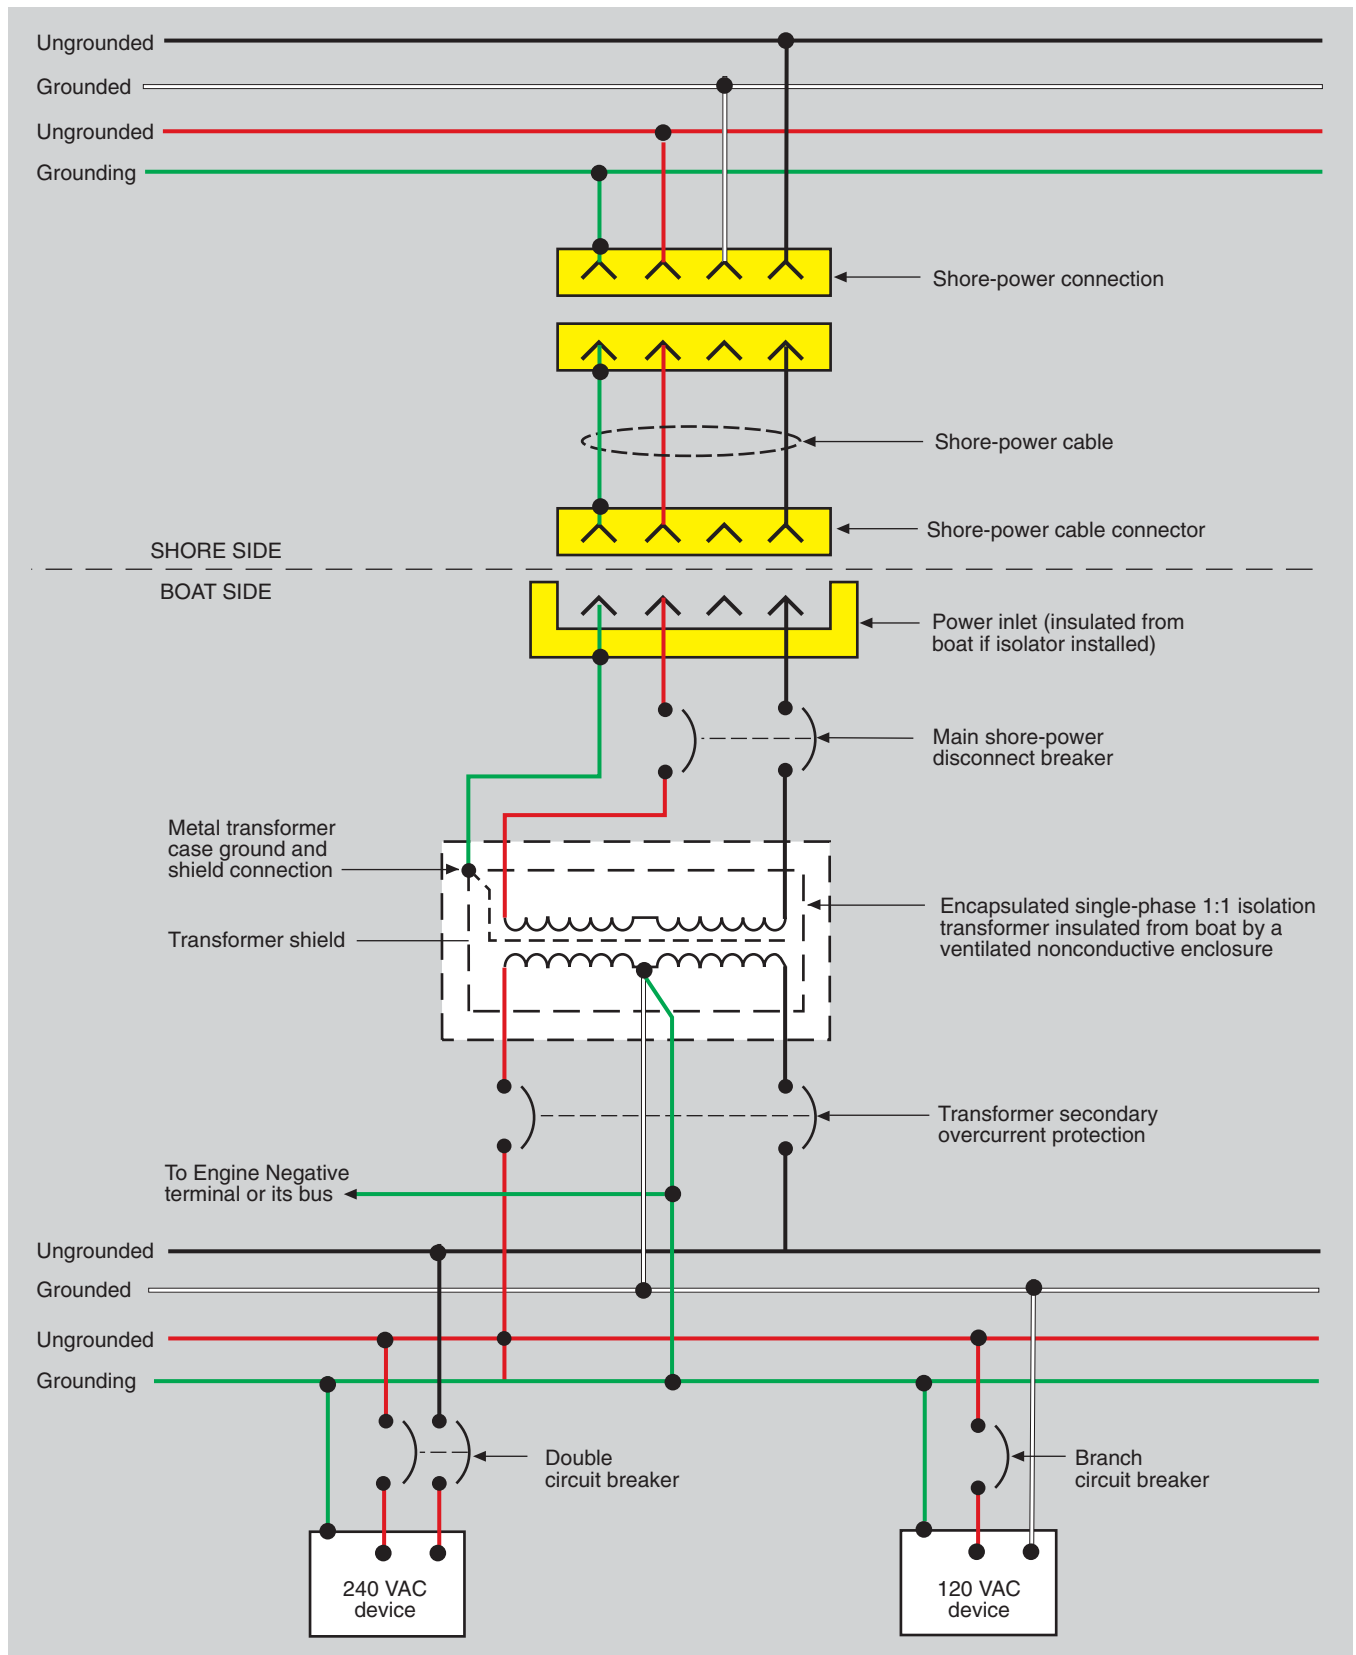 Ungrounded
Grounded
Ungrounded
Grounding
Shore-power connection
Shore-power cable
Shore-power cable connector
SHORE SIDE
BOAT SIDE
Power inlet (insulated from
boat if isolator installed)
Main shore-power
disconnect breaker
Metal transformer
case ground and
shield connection
Encapsulated single-phase 1:1 isolation
transformer insulated from boat by a
ventilated nonconductive enclosure
Transformer shield
Transformer secondary
overcurrent protection
To Engine Negative
terminal or its bus
Ungrounded
Grounded
Ungrounded
Grounding
Double
circuit breaker
Branch
circuit breaker
240 VAC
device
120 VAC
device